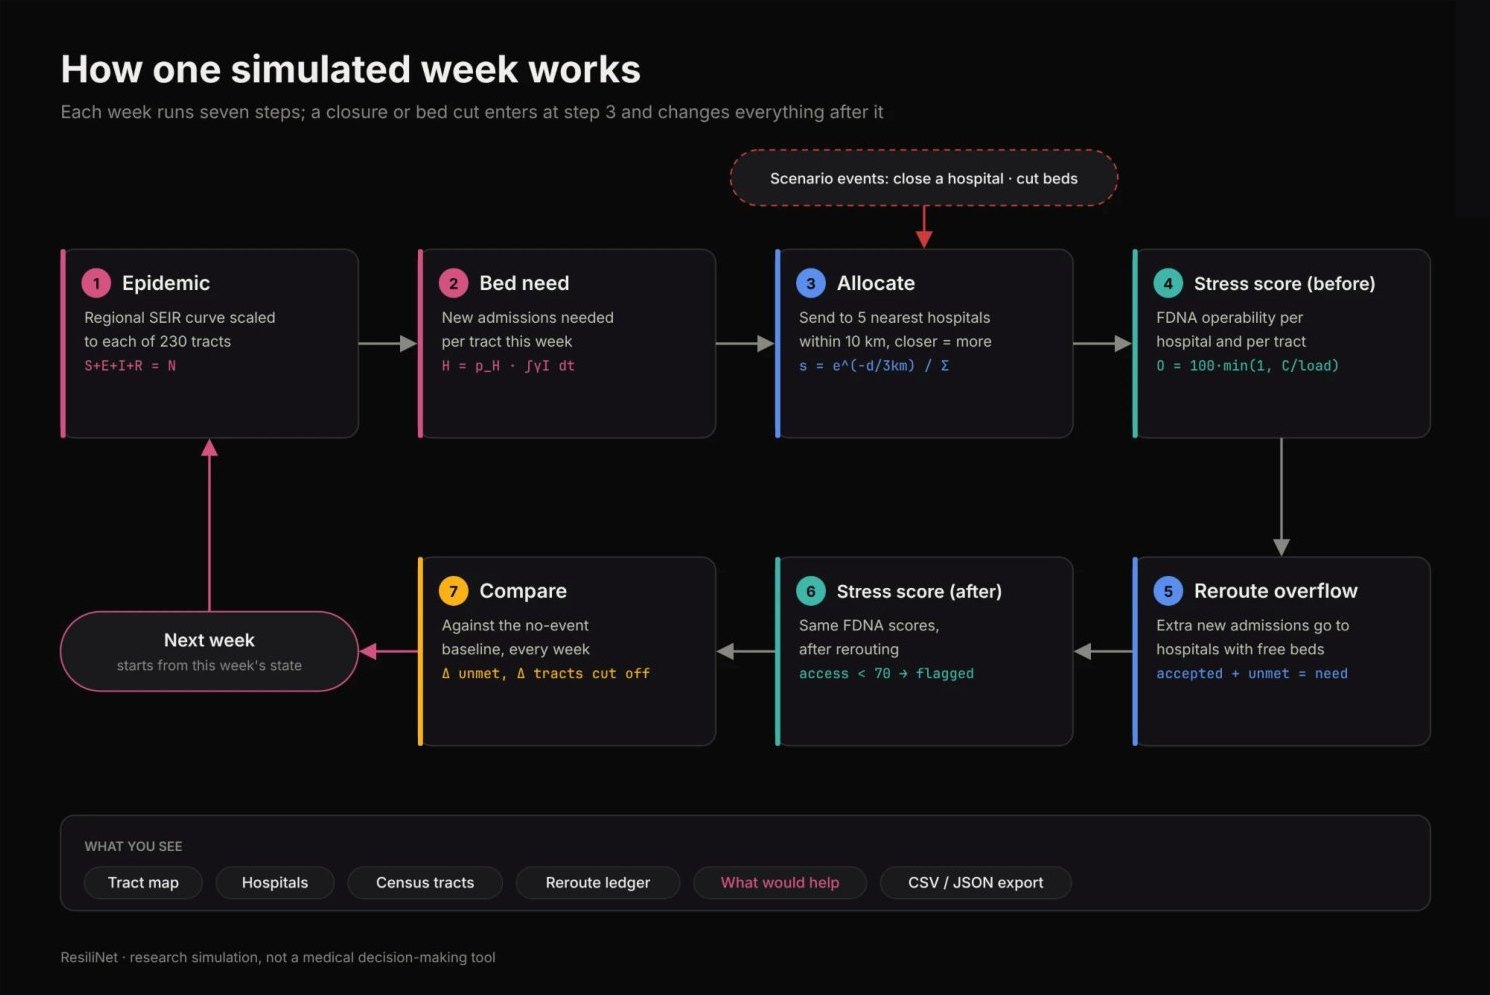 How one simulated week works
Each week runs seven steps; a closure or bed cut enters at step 3 and changes everything after it
Scenario events: close a hospital · cut beds
1 Epidemic
Regional SEIR curve scaled
to each of 230 tracts
S+E+I+R = N
2 Bed need
New admissions needed
per tract this week
H = p_H · ∫γI dt
3 Allocate
Send to 5 nearest hospitals
within 10 km, closer = more
s = e^(-d/3km) / Σ
4 Stress score (before)
FDNA operability per
hospital and per tract
O = 100·min(1, C/load)
5 Reroute overflow
Extra new admissions go to
hospitals with free beds
accepted + unmet = need
6 Stress score (after)
Same FDNA scores,
after rerouting
access < 70 → flagged
7 Compare
Against the no-event
baseline, every week
Δ unmet, Δ tracts cut off
Next week
starts from this week's state
WHAT YOU SEE
Tract map Hospitals Census tracts Reroute ledger What would help CSV / JSON export
ResiliNet · research simulation, not a medical decision-making tool